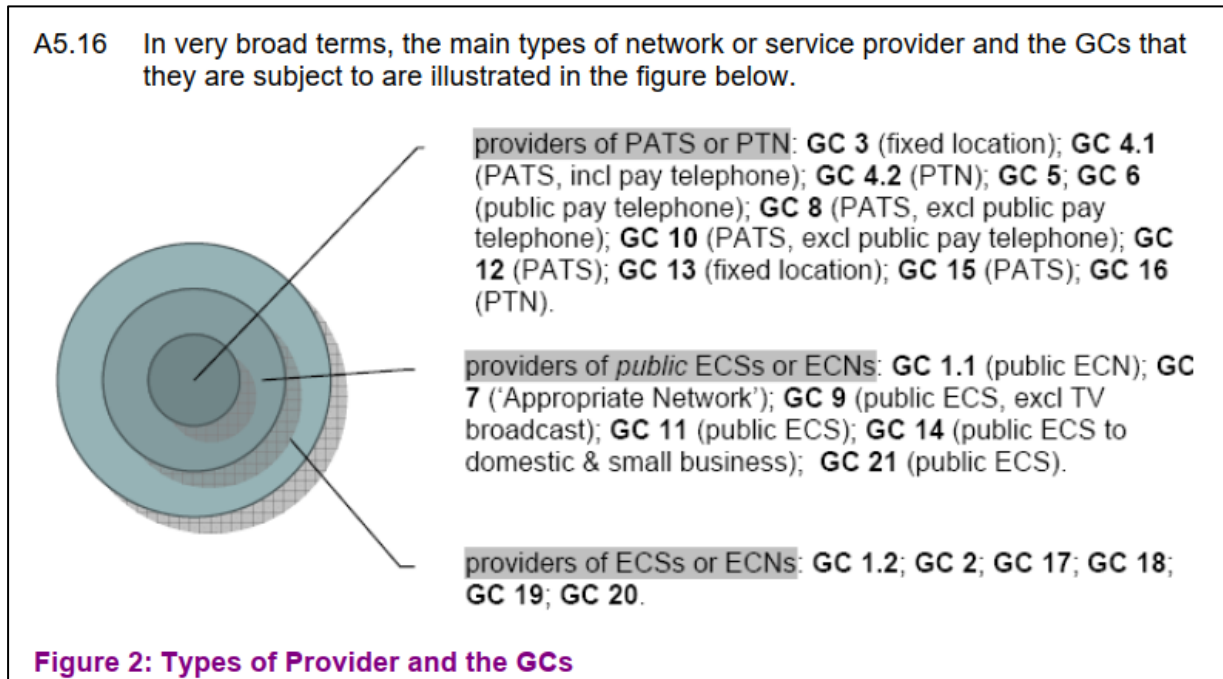 A5.16 In very broad terms, the main types of network or service provider and the GCs that
they are subject to are illustrated in the figure below.
providers of PATS or PTN: GC 3 (fixed location); GC 4.1
(PATS, incl pay telephone); GC 4.2 (PTN); GC 5; GC 6
(public pay telephone); GC 8 (PATS, excl public pay
telephone); GC 10 (PATS, excl public pay telephone); GC
12 (PATS); GC 13 (fixed location); GC 15 (PATS); GC 16
(PTN).
providers of public ECSs or ECNs: GC 1.1 (public ECN); GC
7 (‘Appropriate Network’); GC 9 (public ECS, excl TV
broadcast); GC 11 (public ECS); GC 14 (public ECS to
domestic & small business); GC 21 (public ECS).
providers of ECSs or ECNs: GC 1.2; GC 2; GC 17; GC 18;
GC 19; GC 20.
Figure 2: Types of Provider and the GCs